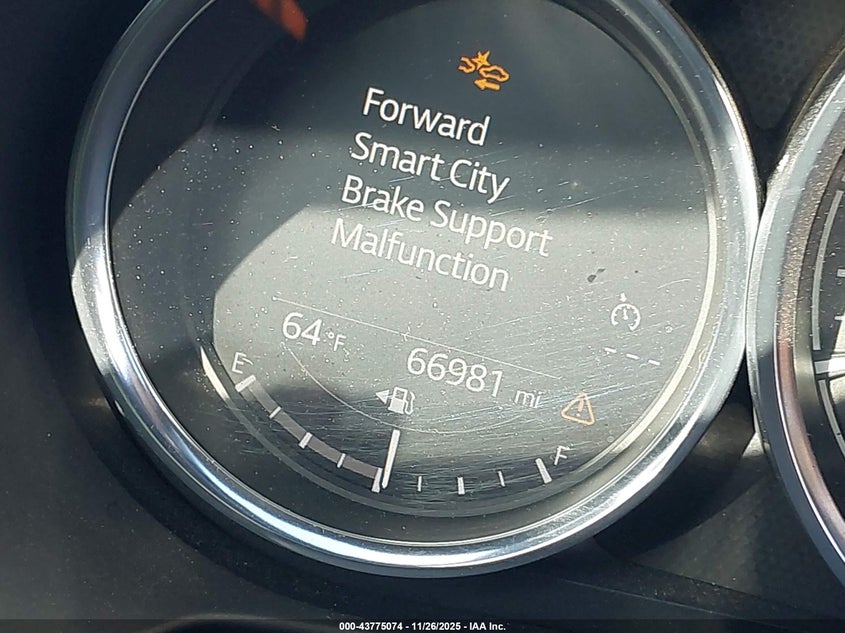 Forward
Smart City
Brake Support
Malfunction
64 °F
66981 mi
E
F
000-43775074 - 11/26/2025 - IAA Inc.